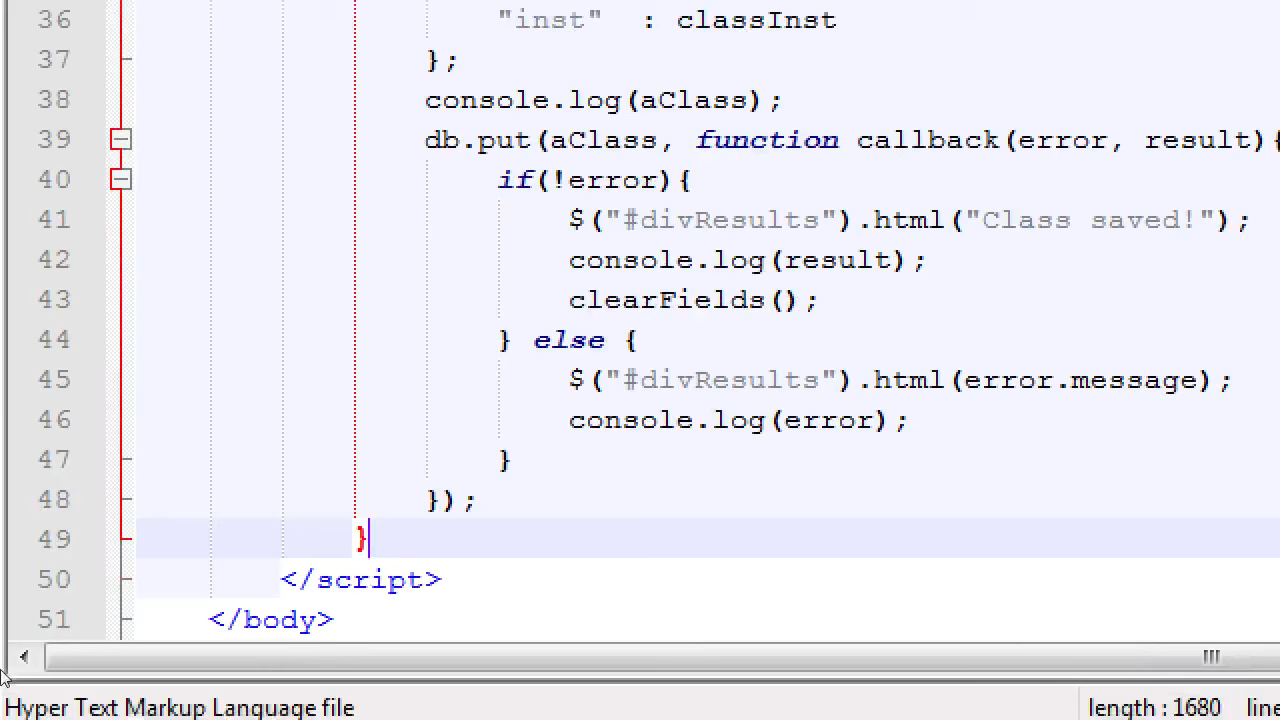 36 "inst" : classInst
37 };
38 console.log(aClass);
39 db.put(aClass, function callback(error, result){
40 if(!error){
41 $("#divResults").html("Class saved!");
42 console.log(result);
43 clearFields();
44 } else {
45 $("#divResults").html(error.message);
46 console.log(error);
47 }
48 });
49 }
50 </script>
51 </body>
Hyper Text Markup Language file length : 1680 line